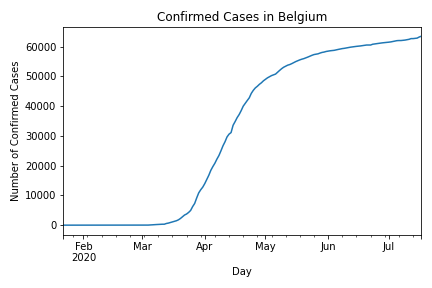 Confirmed Cases in Belgium
Number of Confirmed Cases
60000
50000
40000
30000
20000
10000
0
Feb
2020
Mar
Apr
May
Jun
Jul
Day